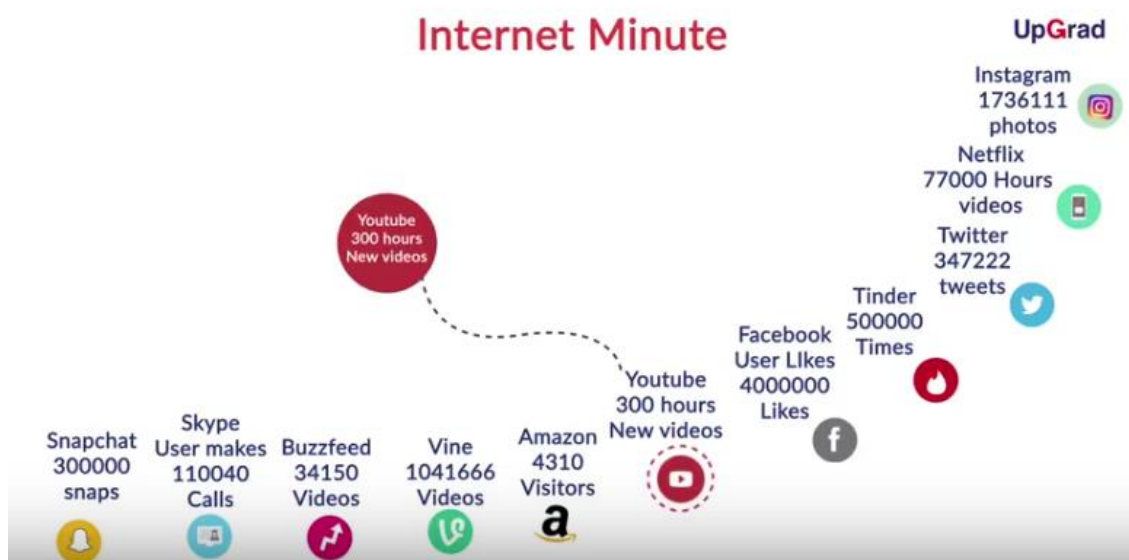 Internet Minute
UpGrad
Instagram
1736111
photos
Netflix
77000 Hours
videos
Youtube
300 hours
New videos
Twitter
347222
tweets
Tinder
500000
Times
Facebook
User LIkes
4000000
Likes
Youtube
300 hours
New videos
Amazon
4310
Visitors
Vine
1041666
Videos
Buzzfeed
34150
Videos
Skype
User makes
110040
Calls
Snapchat
300000
snaps